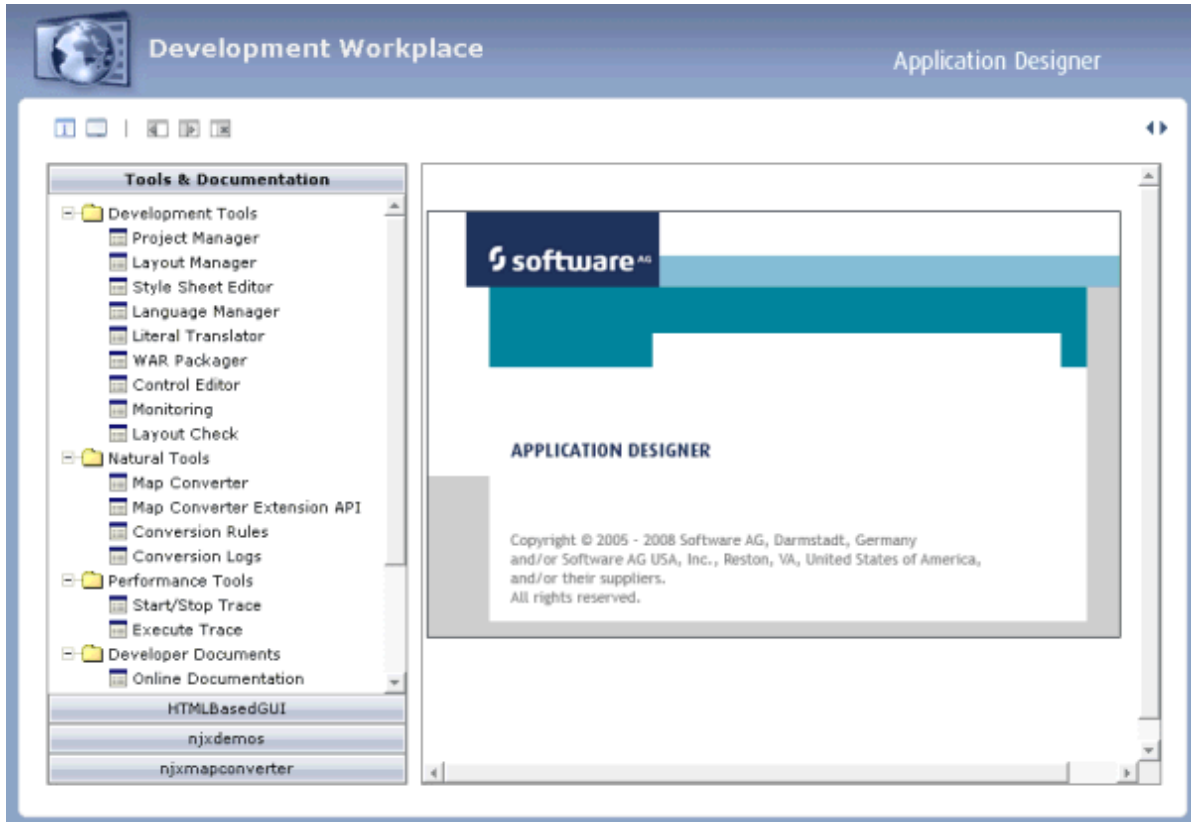 Development Workplace
Application Designer
Tools & Documentation
Development Tools
Project Manager
Layout Manager
Style Sheet Editor
Language Manager
Literal Translator
WAR Packager
Control Editor
Monitoring
Layout Check
Natural Tools
Map Converter
Map Converter Extension API
Conversion Rules
Conversion Logs
Performance Tools
Start/Stop Trace
Execute Trace
Developer Documents
Online Documentation
HTMLBasedGUI
njxdemos
njxmapconverter
software AG
APPLICATION DESIGNER
Copyright © 2005 - 2008 Software AG, Darmstadt, Germany
and/or Software AG USA, Inc., Reston, VA, United States of America,
and/or their suppliers.
All rights reserved.